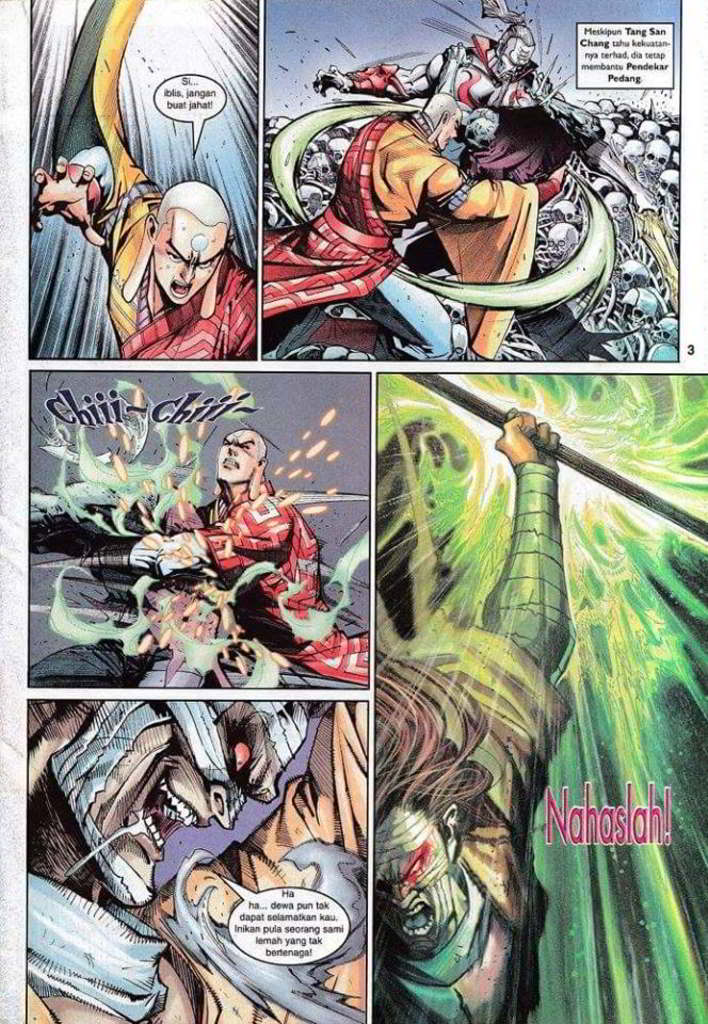 Si...
iblis, jangan
buat jahat!
Meskipun Tang San
Chang tahu kekuatan-
nya terhad, dia tetap
membantu Pendekar
Pedang.
3
Chiii~Chiii~
Ha
ha... dewa pun tak
dapat selamatkan kau.
Inikan pula seorang sami
lemah yang tak
bertenaga!
Nahaslah!